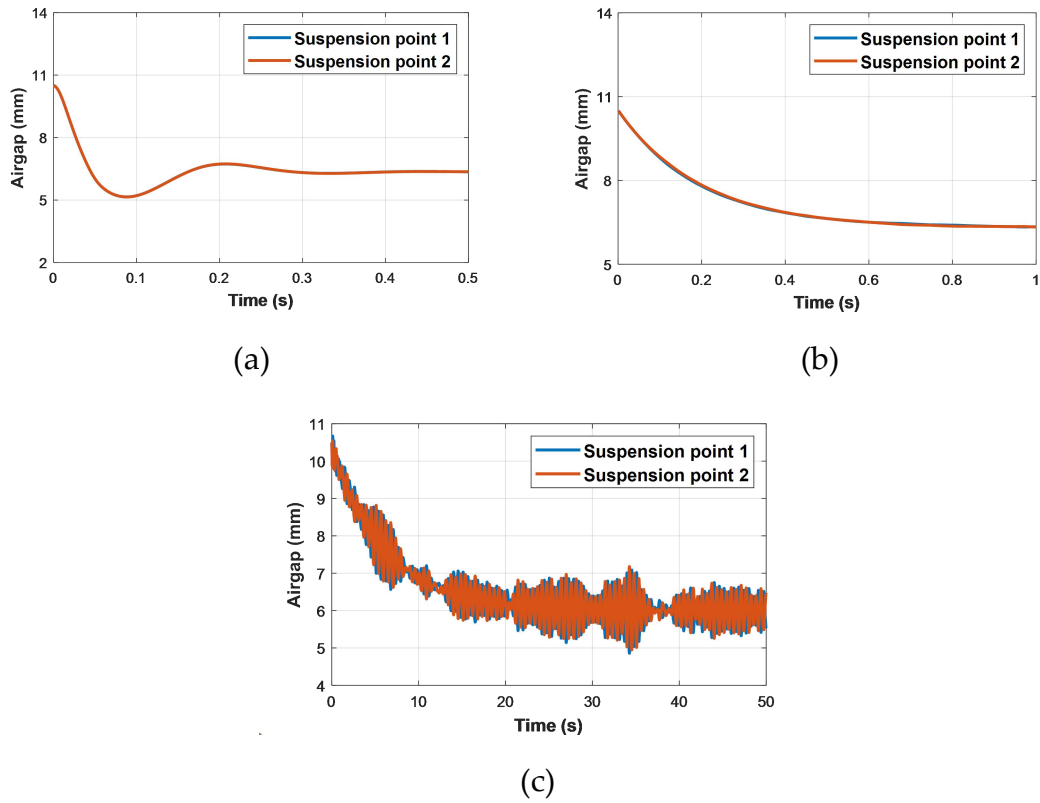 14
11
8
5
2
Airgap (mm)
Suspension point 1
Suspension point 2
0
0.1
0.2
0.3
0.4
0.5
Time (s)
(a)
14
11
8
5
Airgap (mm)
Suspension point 1
Suspension point 2
0
0.2
0.4
0.6
0.8
1
Time (s)
(b)
11
10
9
8
7
6
5
4
Airgap (mm)
Suspension point 1
Suspension point 2
0
10
20
30
40
50
Time (s)
(c)